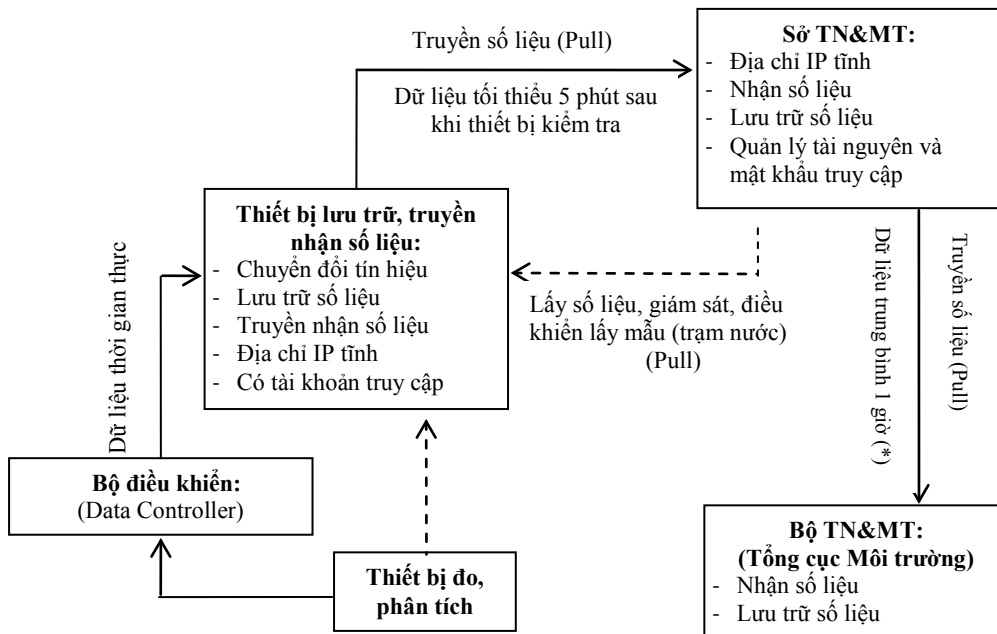 Truyền số liệu (Pull)
Dữ liệu tối thiểu 5 phút sau
khi thiết bị kiểm tra
Sở TN&MT:
- Địa chỉ IP tĩnh
- Nhận số liệu
- Lưu trữ số liệu
- Quản lý tài nguyên và
mật khẩu truy cập
Thiết bị lưu trữ, truyền
nhận số liệu:
- Chuyển đổi tín hiệu
- Lưu trữ số liệu
- Truyền nhận số liệu
- Địa chỉ IP tĩnh
- Có tài khoản truy cập
Dữ liệu thời gian thực
Lấy số liệu, giám sát, điều
khiển lấy mẫu (trạm nước)
(Pull)
Dữ liệu trung bình 1 giờ (*)
Truyền số liệu (Pull)
Bộ điều khiển:
(Data Controller)
Thiết bị đo,
phân tích
Bộ TN&MT:
(Tổng cục Môi trường)
- Nhận số liệu
- Lưu trữ số liệu